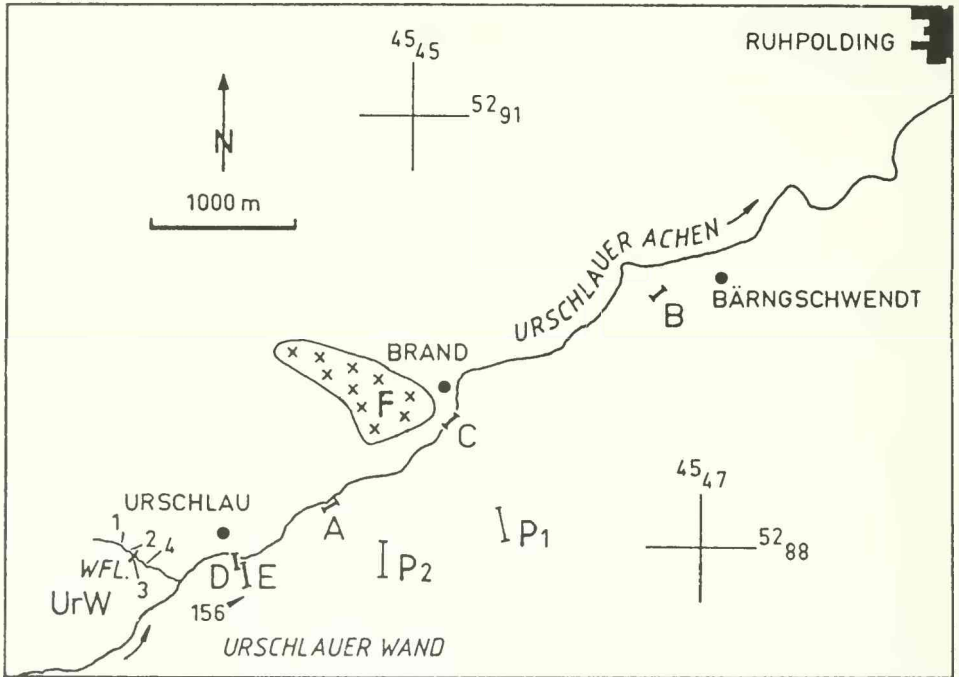 RUHPOLDING
45 45
52 91
N
1000 m
URSCHLAUER ACHEN
BÄRNGSCHWENDT
B
BRAND
F
C
45 47
52 88
URSCHLAU
A
P1
P2
1
2
4
WFL.
3
D
E
UrW
156
URSCHLAUER WAND